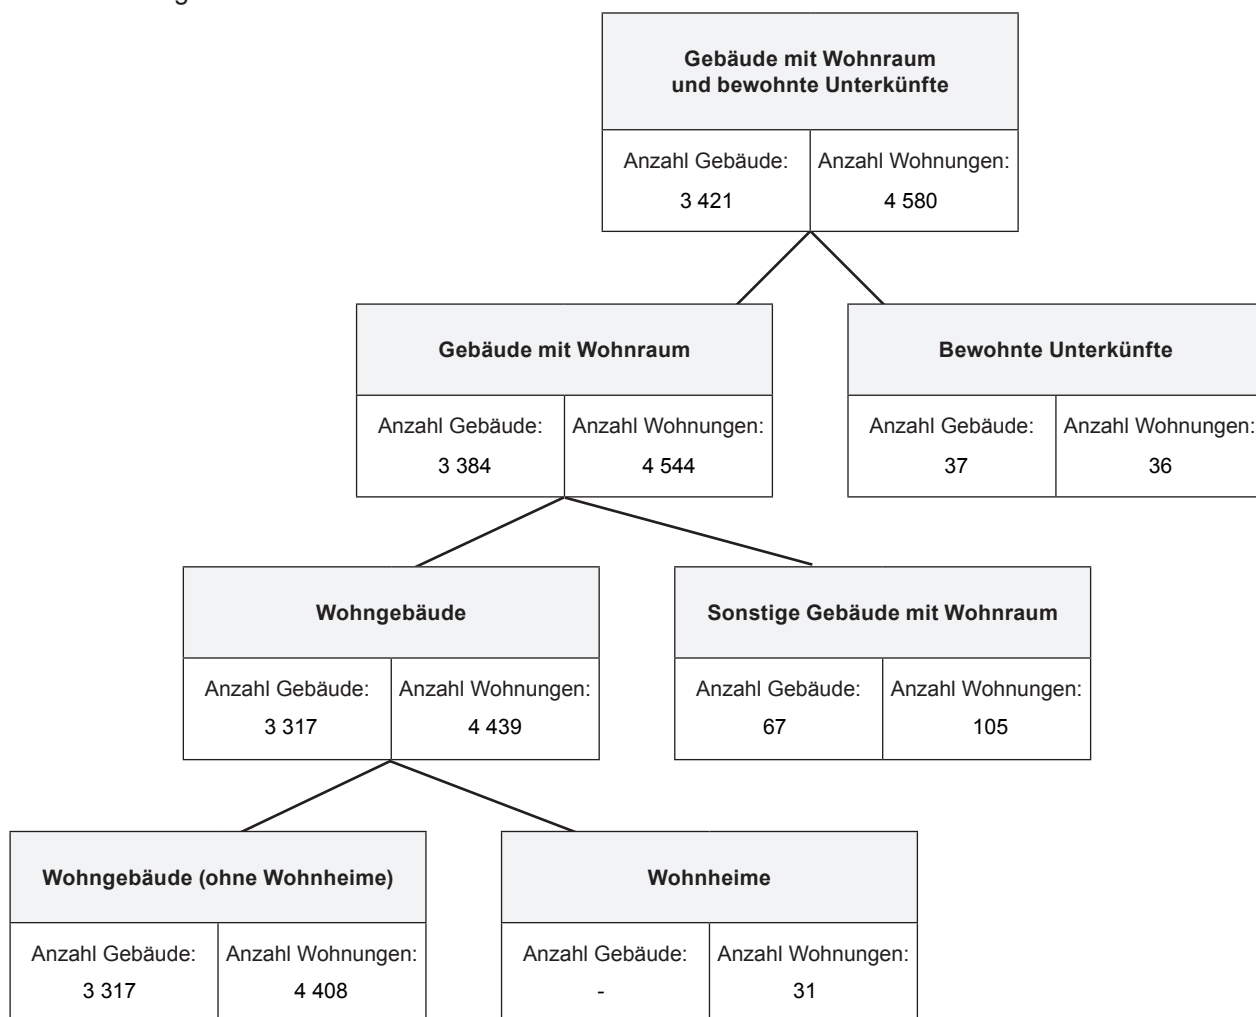 Gebäude mit Wohnraum
und bewohnte Unterkünfte
Anzahl Gebäude: Anzahl Wohnungen:
3 421 4 580
Gebäude mit Wohnraum
Anzahl Gebäude: Anzahl Wohnungen:
3 384 4 544
Bewohnte Unterkünfte
Anzahl Gebäude: Anzahl Wohnungen:
37 36
Wohngebäude
Anzahl Gebäude: Anzahl Wohnungen:
3 317 4 439
Sonstige Gebäude mit Wohnraum
Anzahl Gebäude: Anzahl Wohnungen:
67 105
Wohngebäude (ohne Wohnheime)
Anzahl Gebäude: Anzahl Wohnungen:
3 317 4 408
Wohnheime
Anzahl Gebäude: Anzahl Wohnungen:
- 31